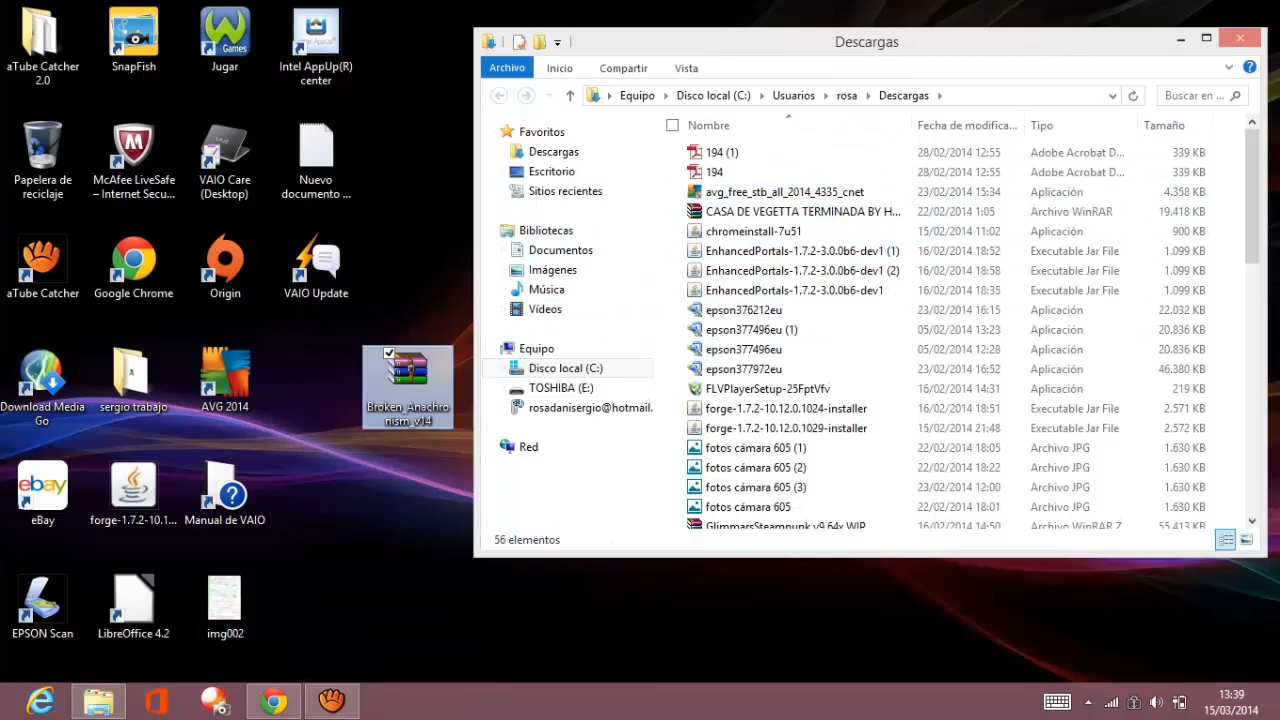 aTube Catcher
2.0
SnapFish
Games
Jugar
Intel AppUp(R)
center
Papelera de
reciclaje
McAfee LiveSafe
– Internet Secu...
VAIO Care
(Desktop)
Nuevo
documento ...
aTube Catcher
Google Chrome
Origin
VAIO Update
Download Media
Go
sergio trabajo
AVG 2014
Broken_Anachro
nism_v14
ebay
eBay
forge-1.7.2-10.1...
Manual de VAIO
EPSON Scan
LibreOffice 4.2
img002
Descargas
Archivo
Inicio
Compartir
Vista
Equipo
Disco local (C:)
Usuarios
rosa
Descargas
Buscar en ...
Favoritos
Descargas
Escritorio
Sitios recientes
Bibliotecas
Documentos
Imágenes
Música
Vídeos
Equipo
Disco local (C:)
TOSHIBA (E:)
rosadanisergio@hotmail.
Red
Nombre Fecha de modifica... Tipo Tamaño
194 (1) 28/02/2014 12:55 Adobe Acrobat D... 339 KB
194 28/02/2014 12:55 Adobe Acrobat D... 339 KB
avg_free_stb_all_2014_4335_cnet 23/02/2014 15:34 Aplicación 4.358 KB
CASA DE VEGETTA TERMINADA BY H... 22/02/2014 1:05 Archivo WinRAR 19.418 KB
chromeinstall-7u51 15/02/2014 11:02 Aplicación 900 KB
EnhancedPortals-1.7.2-3.0.0b6-dev1 (1) 16/02/2014 18:52 Executable Jar File 1.099 KB
EnhancedPortals-1.7.2-3.0.0b6-dev1 (2) 16/02/2014 18:58 Executable Jar File 1.099 KB
EnhancedPortals-1.7.2-3.0.0b6-dev1 16/02/2014 18:35 Executable Jar File 1.099 KB
epson376212eu 23/02/2014 16:15 Aplicación 22.032 KB
epson377496eu (1) 05/02/2014 13:23 Aplicación 20.836 KB
epson377496eu 05/02/2014 12:28 Aplicación 20.836 KB
epson377972eu 23/02/2014 16:52 Aplicación 46.380 KB
FLVPlayerSetup-25FptVfv 16/02/2014 14:31 Aplicación 219 KB
forge-1.7.2-10.12.0.1024-installer 16/02/2014 18:51 Executable Jar File 2.571 KB
forge-1.7.2-10.12.0.1029-installer 15/02/2014 21:48 Executable Jar File 2.572 KB
fotos cámara 605 (1) 22/02/2014 18:05 Archivo JPG 1.630 KB
fotos cámara 605 (2) 22/02/2014 18:22 Archivo JPG 1.630 KB
fotos cámara 605 (3) 23/02/2014 12:00 Archivo JPG 1.630 KB
fotos cámara 605 22/02/2014 18:01 Archivo JPG 1.630 KB
GlimmarsSteampunk v9 64x WIP 16/02/2014 14:50 Archivo WinRAR Z... 55.413 KB
56 elementos
13:39
15/03/2014